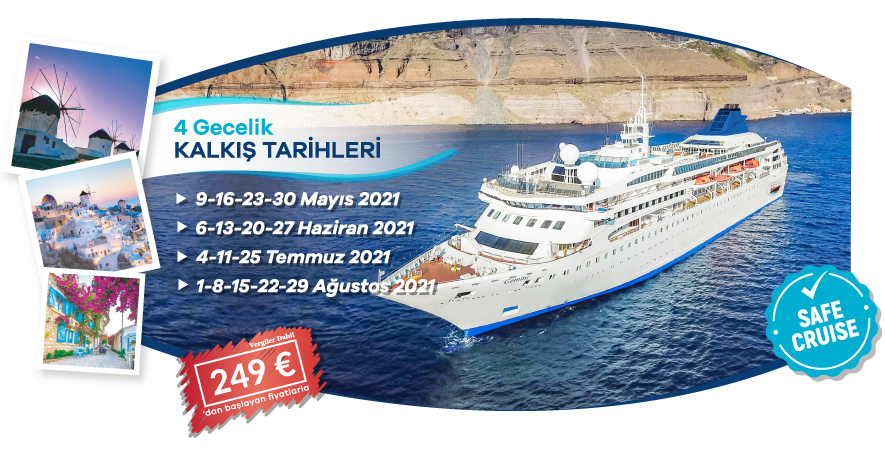 4 Gecelik
KALKIŞ TARİHLERİ
9-16-23-30 Mayıs 2021
6-13-20-27 Haziran 2021
4-11-25 Temmuz 2021
1-8-15-22-29 Ağustos 2021
Gemini
Vergiler Dahil
249 €
'dan başlayan fiyatlarla
SAFE
CRUISE